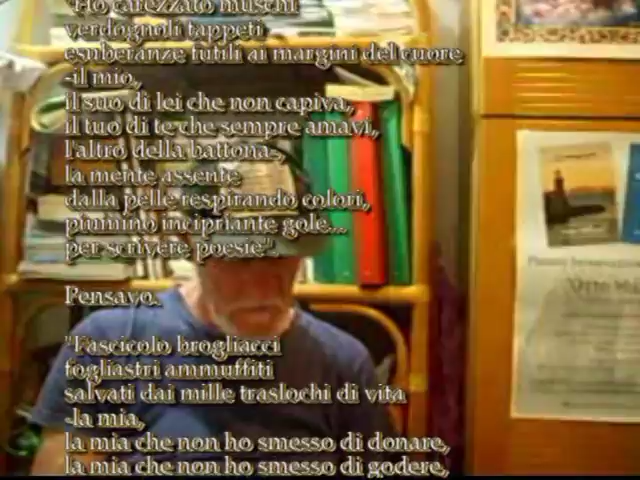 "Ho carezzato muschi
verdognoli tappeti
esuberanze futili ai margini del cuore
-il mio,
il suo di lei che non capiva,
il tuo di te che sempre amavi,
l'altro della battona-,
la mente assente
dalla pelle respirando colori,
piumino incipriante gole...
per scrivere poesie".
Pensavo.
"Fascicolo brogliacci
fogliastri ammuffiti
salvati dai mille traslochi di vita
-la mia,
la mia che non ho smesso di donare,
la mia che non ho smesso di godere,